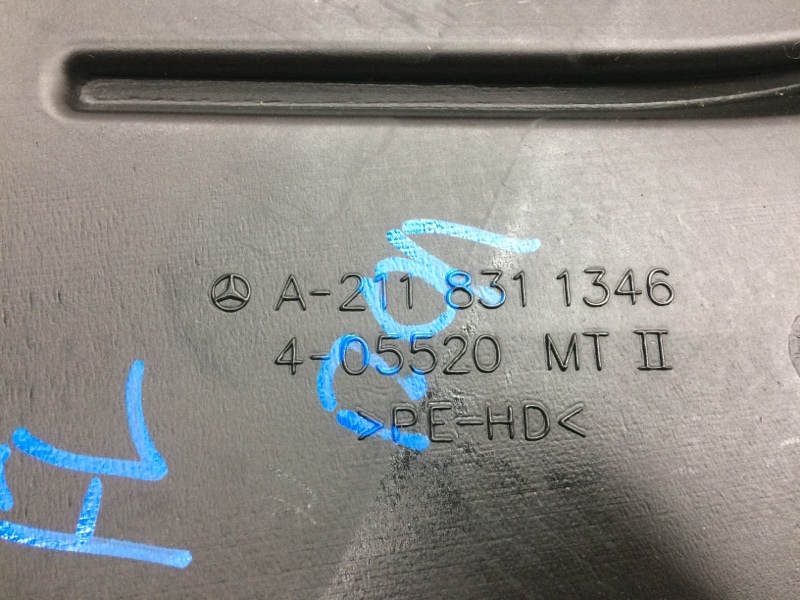 A-211 831 1346
4-05520 MT II
>PE-HD<